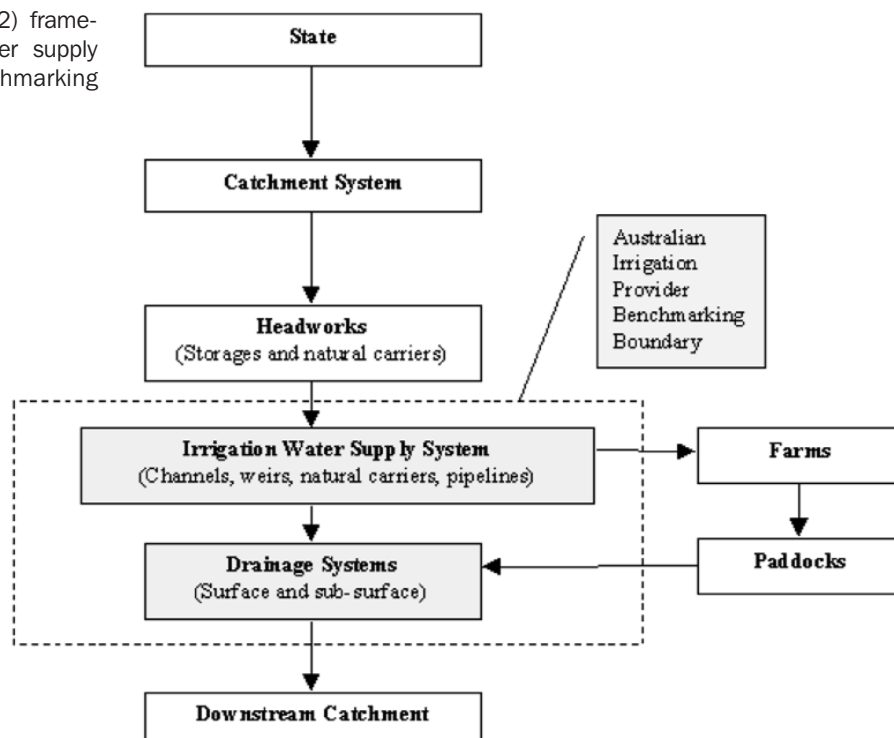 2) frame-
er supply
hmarking
State
Catchment System
Headworks
(Storages and natural carriers)
Australian
Irrigation
Provider
Benchmarking
Boundary
Irrigation Water Supply System
(Channels, weirs, natural carriers, pipelines)
Farms
Drainage Systems
(Surface and sub-surface)
Paddocks
Downstream Catchment